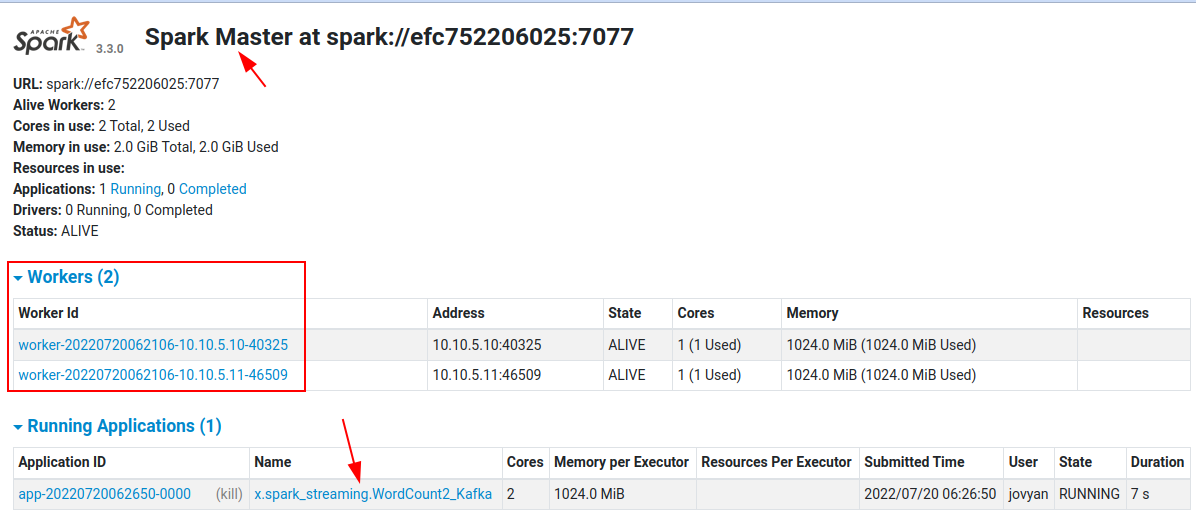 APACHE
Spark 3.3.0 Spark Master at spark://efc752206025:7077
URL: spark://efc752206025:7077
Alive Workers: 2
Cores in use: 2 Total, 2 Used
Memory in use: 2.0 GiB Total, 2.0 GiB Used
Resources in use:
Applications: 1 Running, 0 Completed
Drivers: 0 Running, 0 Completed
Status: ALIVE
Workers (2)
Worker Id Address State Cores Memory Resources
worker-20220720062106-10.10.5.10-40325 10.10.5.10:40325 ALIVE 1 (1 Used) 1024.0 MiB (1024.0 MiB Used)
worker-20220720062106-10.10.5.11-46509 10.10.5.11:46509 ALIVE 1 (1 Used) 1024.0 MiB (1024.0 MiB Used)
Running Applications (1)
Application ID Name Cores Memory per Executor Resources Per Executor Submitted Time User State Duration
app-20220720062650-0000 (kill) x.spark_streaming.WordCount2_Kafka 2 1024.0 MiB 2022/07/20 06:26:50 jovyan RUNNING 7 s